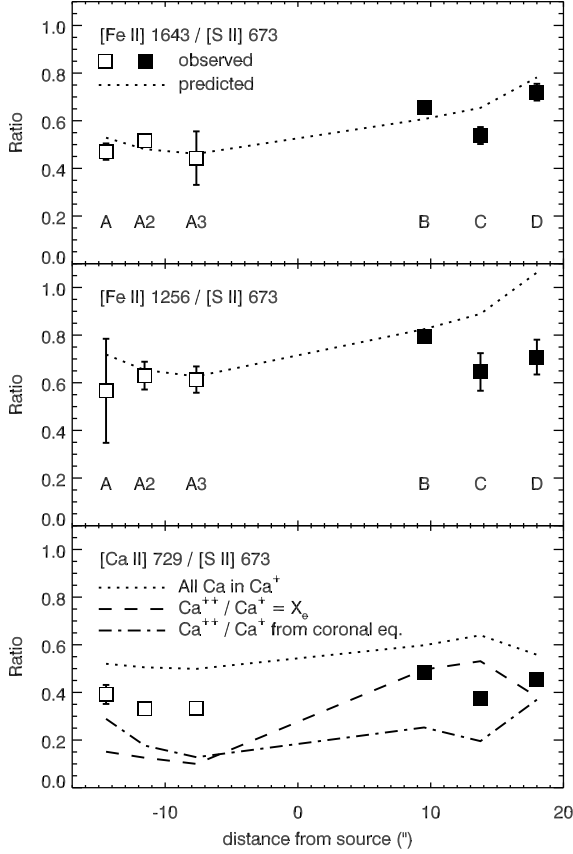 [Fe II] 1643 / [S II] 673
observed
predicted
1.0
0.8
0.6
0.4
0.2
0.0
Ratio
A A2 A3 B C D
[Fe II] 1256 / [S II] 673
1.0
0.8
0.6
0.4
0.2
0.0
Ratio
A A2 A3 B C D
[Ca II] 729 / [S II] 673
All Ca in Ca⁺
Ca⁺⁺ / Ca⁺ = Xₑ
Ca⁺⁺ / Ca⁺ from coronal eq.
1.0
0.8
0.6
0.4
0.2
0.0
Ratio
-10 0 10 20
distance from source (")